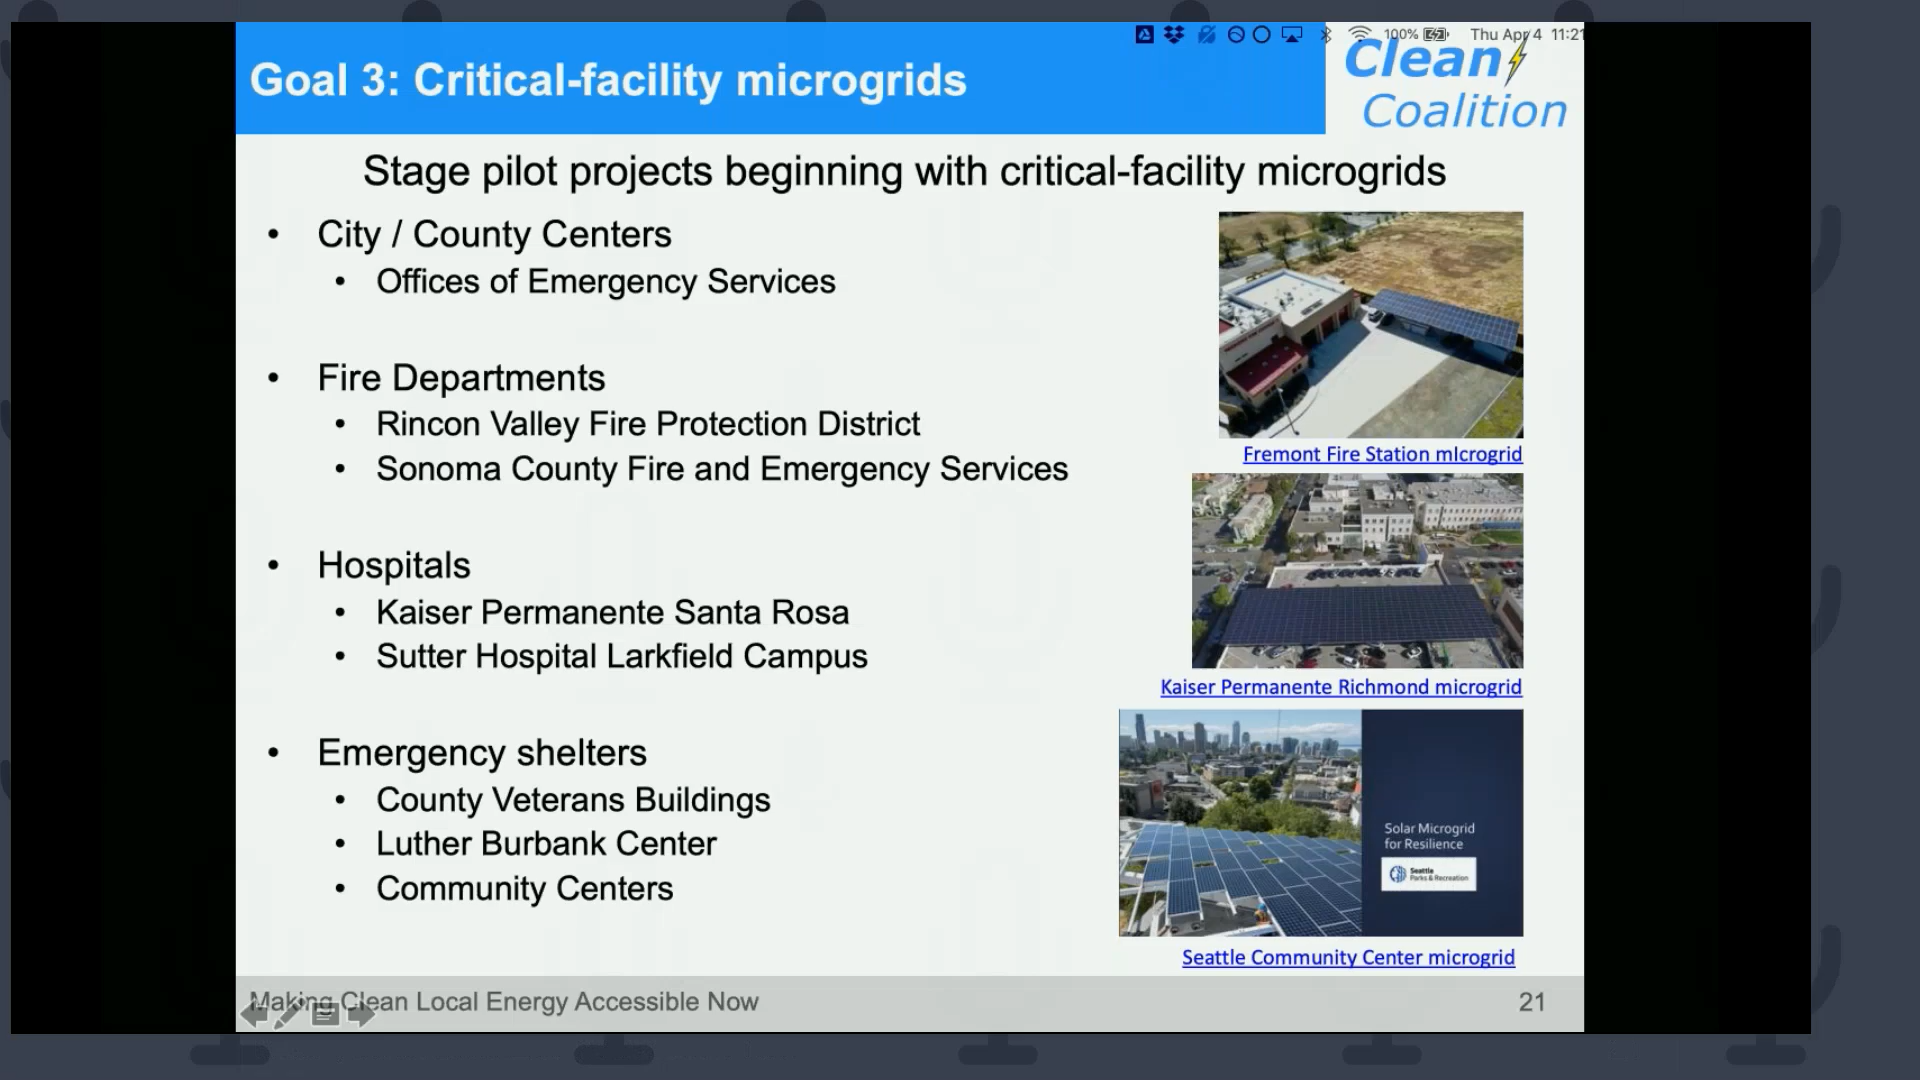 100% Thu Apr 4 11:21
Goal 3: Critical-facility microgrids
Clean
Coalition
Stage pilot projects beginning with critical-facility microgrids
• City / County Centers
• Offices of Emergency Services
• Fire Departments
• Rincon Valley Fire Protection District
• Sonoma County Fire and Emergency Services
• Hospitals
• Kaiser Permanente Santa Rosa
• Sutter Hospital Larkfield Campus
• Emergency shelters
• County Veterans Buildings
• Luther Burbank Center
• Community Centers
Fremont Fire Station mIcrogrid
Kaiser Permanente Richmond microgrid
Solar Microgrid
for Resilience
Seattle
Parks & Recreation
Seattle Community Center microgrid
Making Clean Local Energy Accessible Now
21